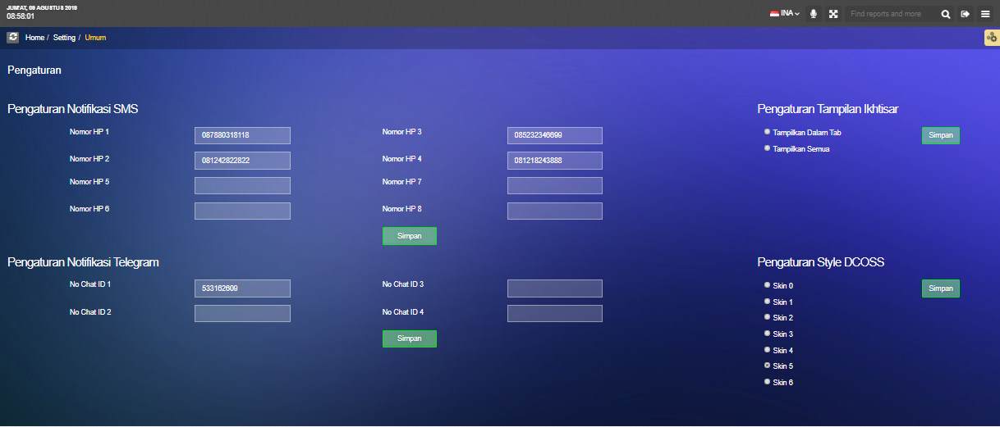 JUM'AT, 09 AGUSTUS 2019
08:58:01
INA
Find reports and more
Home / Setting / Umum
Pengaturan
Pengaturan Notifikasi SMS
Nomor HP 1 087880318118 Nomor HP 3 085232346699
Nomor HP 2 081242822822 Nomor HP 4 081218243888
Nomor HP 5 Nomor HP 7
Nomor HP 6 Nomor HP 8
Simpan
Pengaturan Tampilan Ikhtisar
Tampilkan Dalam Tab Simpan
Tampilkan Semua
Pengaturan Notifikasi Telegram
No Chat ID 1 533162609 No Chat ID 3
No Chat ID 2 No Chat ID 4
Simpan
Pengaturan Style DCOSS
Skin 0 Simpan
Skin 1
Skin 2
Skin 3
Skin 4
Skin 5
Skin 6